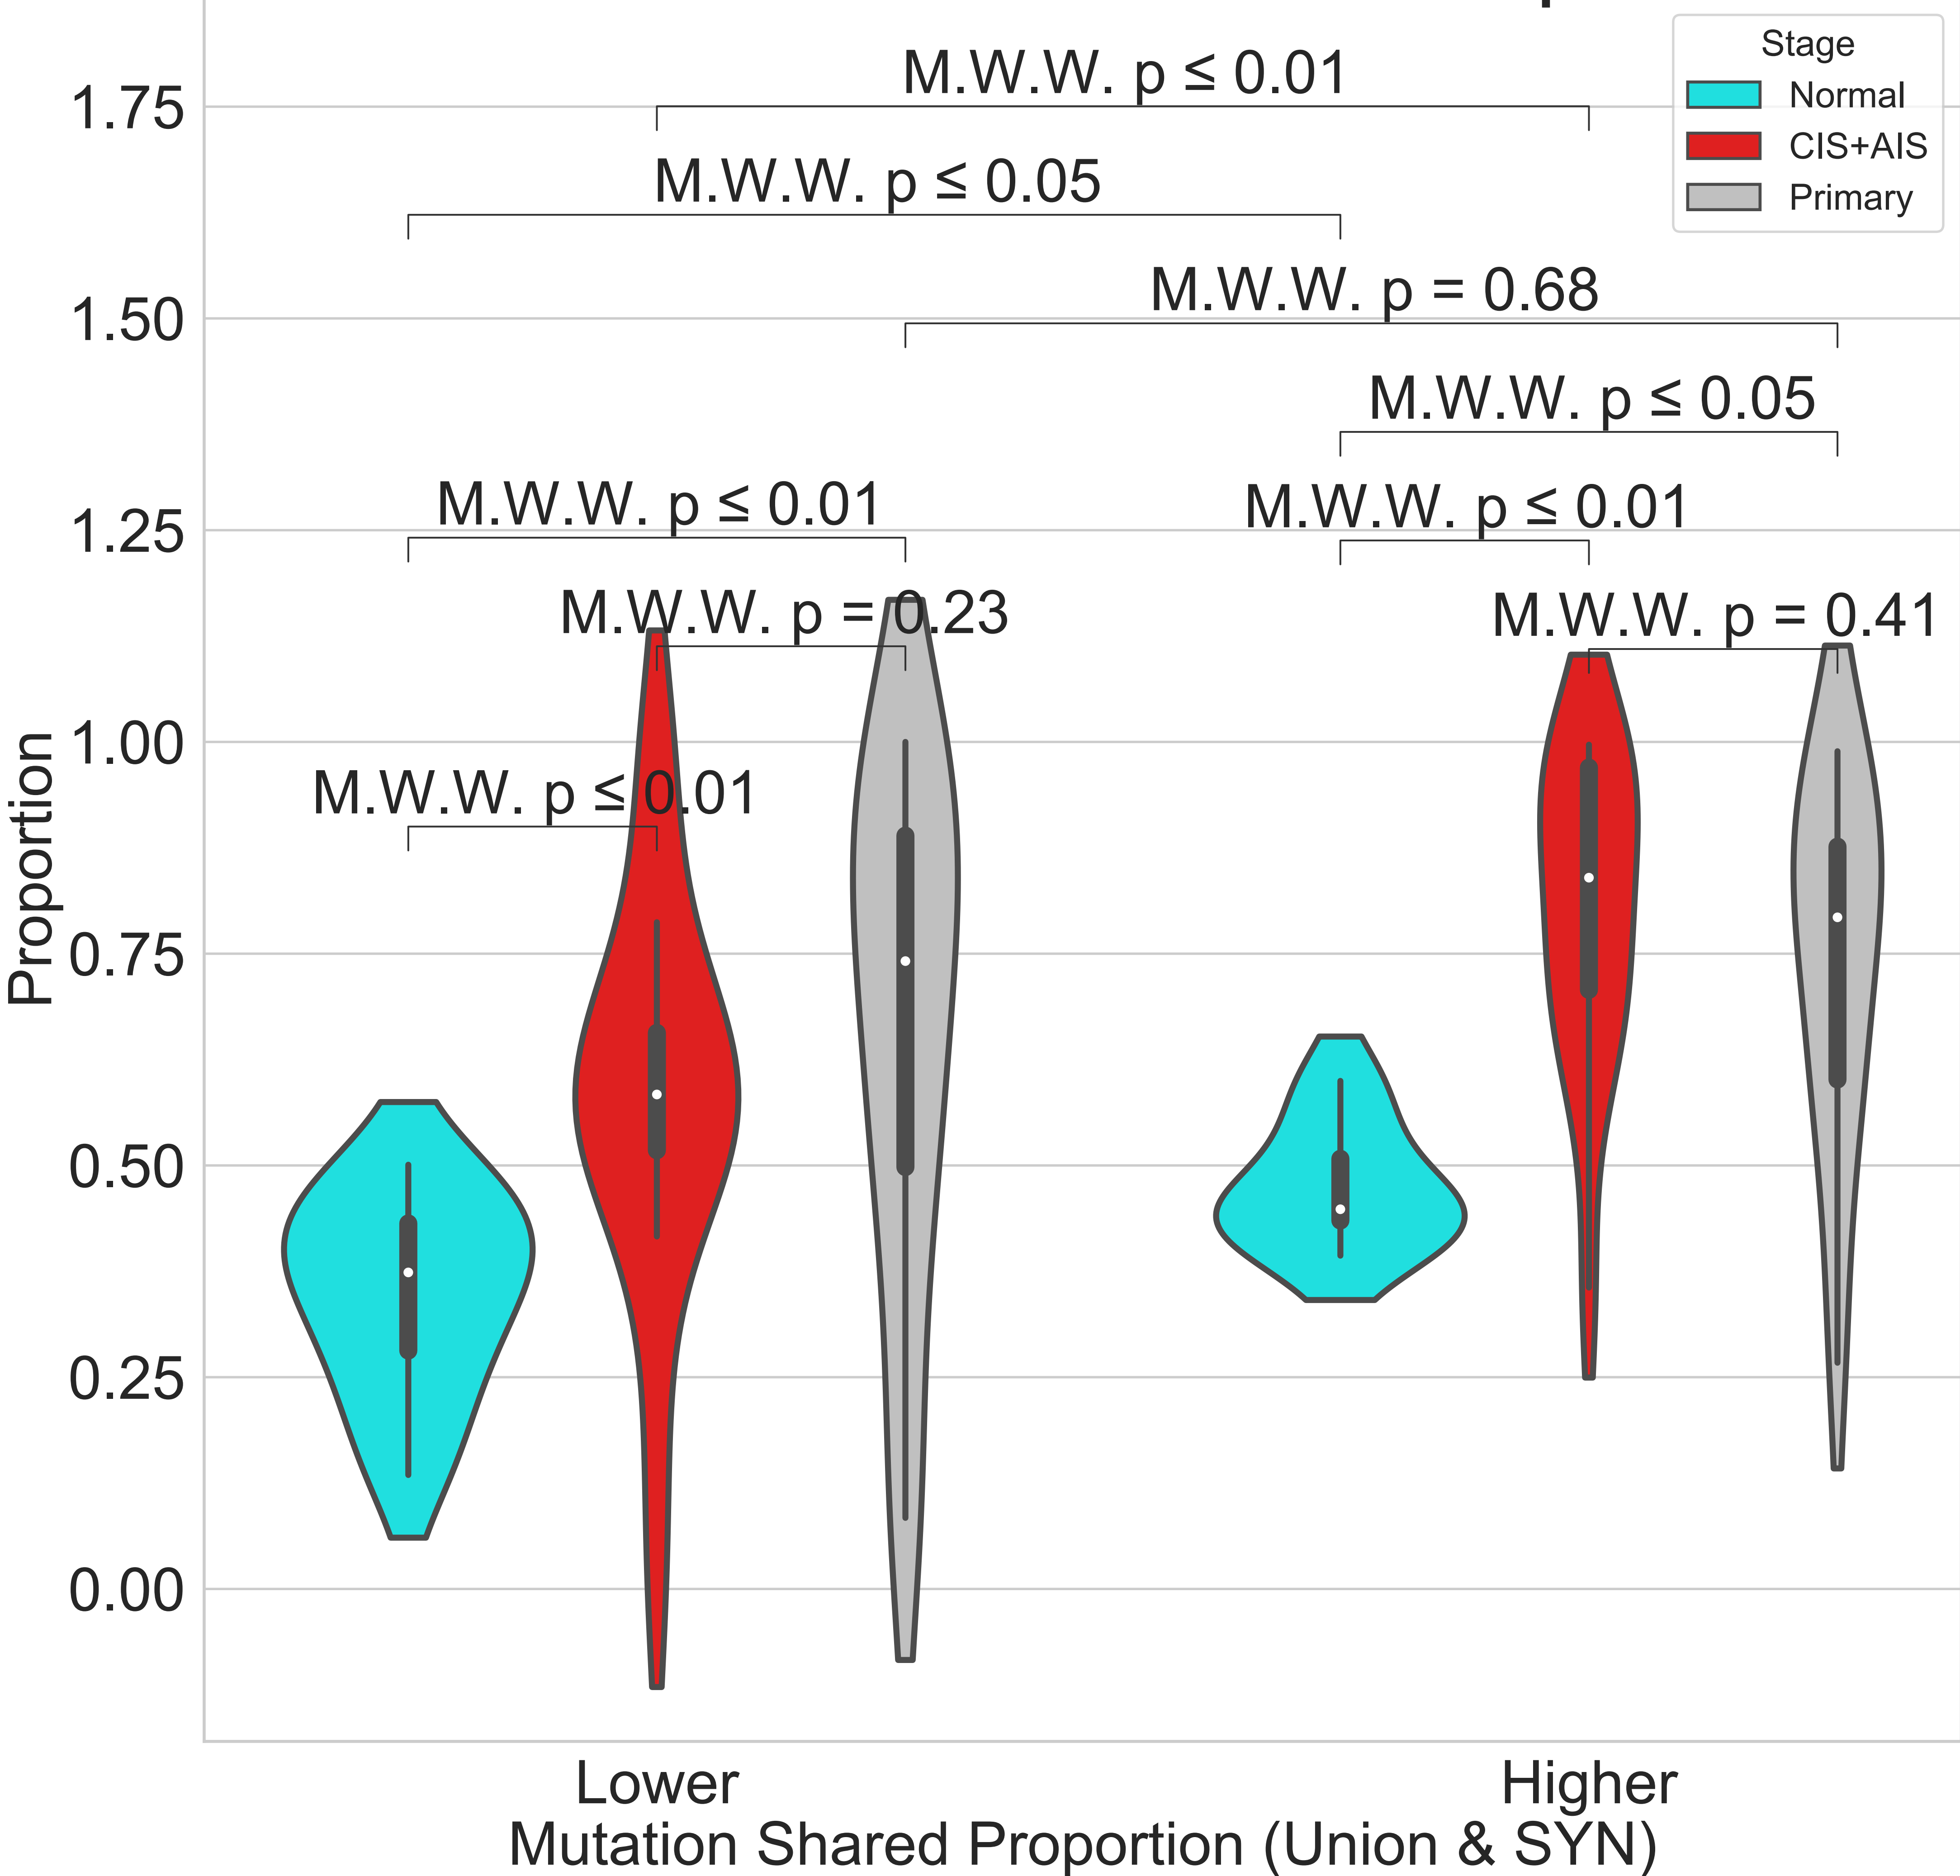 Stage
Normal
CIS+AIS
Primary
M.W.W. p ≤ 0.01
M.W.W. p ≤ 0.05
M.W.W. p = 0.68
M.W.W. p ≤ 0.05
M.W.W. p ≤ 0.01
M.W.W. p ≤ 0.01
M.W.W. p = 0.23
M.W.W. p = 0.41
M.W.W. p ≤ 0.01
1.75
1.50
1.25
1.00
0.75
0.50
0.25
0.00
Proportion
Lower
Higher
Mutation Shared Proportion (Union & SYN)